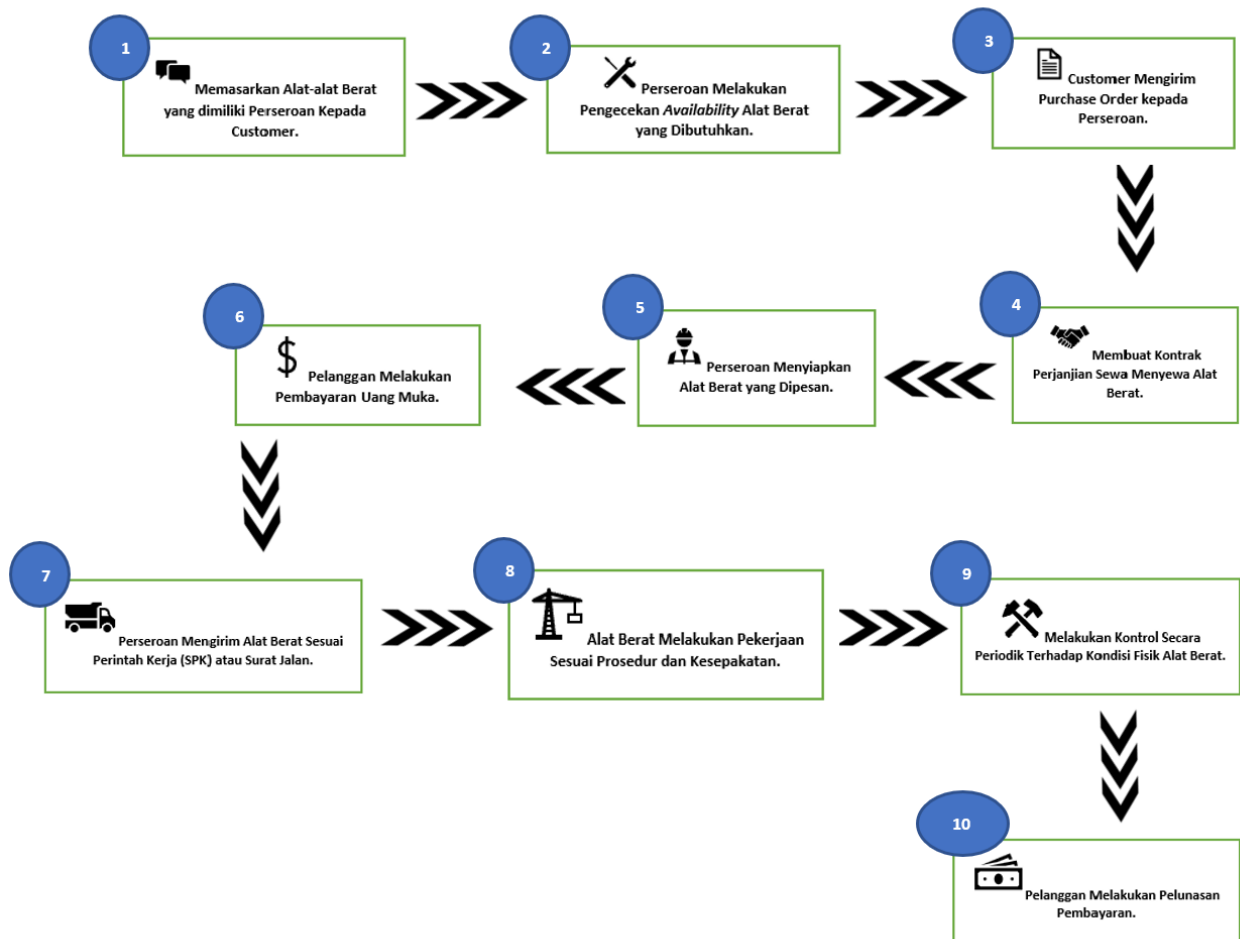 1
Memasarkan Alat-alat Berat
yang dimiliki Perseroan Kepada
Customer.
2
Perseroan Melakukan
Pengecekan Availability Alat Berat
yang Dibutuhkan.
3
Customer Mengirim
Purchase Order kepada
Perseroan.
4
Membuat Kontrak
Perjanjian Sewa Menyewa Alat
Berat.
5
Perseroan Menyiapkan
Alat Berat yang Dipesan.
6
$
Pelanggan Melakukan
Pembayaran Uang Muka.
7
Perseroan Mengirim Alat Berat Sesuai
Perintah Kerja (SPK) atau Surat Jalan.
8
Alat Berat Melakukan Pekerjaan
Sesuai Prosedur dan Kesepakatan.
9
Melakukan Kontrol Secara
Periodik Terhadap Kondisi Fisik Alat Berat.
10
Pelanggan Melakukan Pelunasan
Pembayaran.